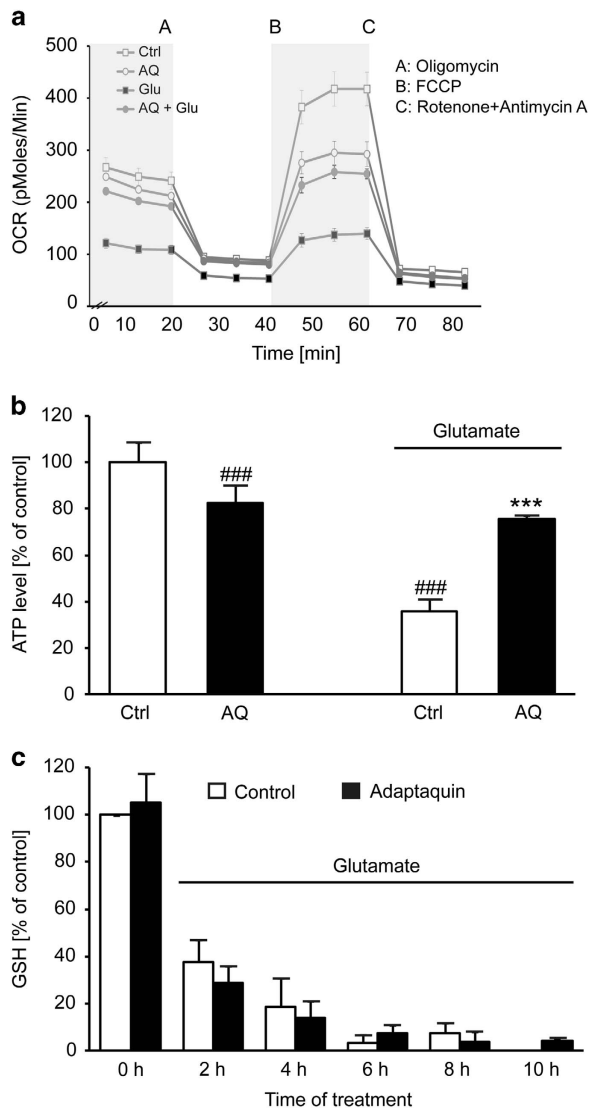 a
A B C
500
400
300
200
100
0
OCR (pMoles/Min)
Ctrl
AQ
Glu
AQ + Glu
A: Oligomycin
B: FCCP
C: Rotenone+Antimycin A
0 10 20 30 40 50 60 70 80
Time [min]
b
120
100
80
60
40
20
0
ATP level [% of control]
Glutamate
###
###
***
Ctrl AQ Ctrl AQ
c
120
100
80
60
40
20
0
GSH [% of control]
Control Adaptaquin
Glutamate
0 h 2 h 4 h 6 h 8 h 10 h
Time of treatment